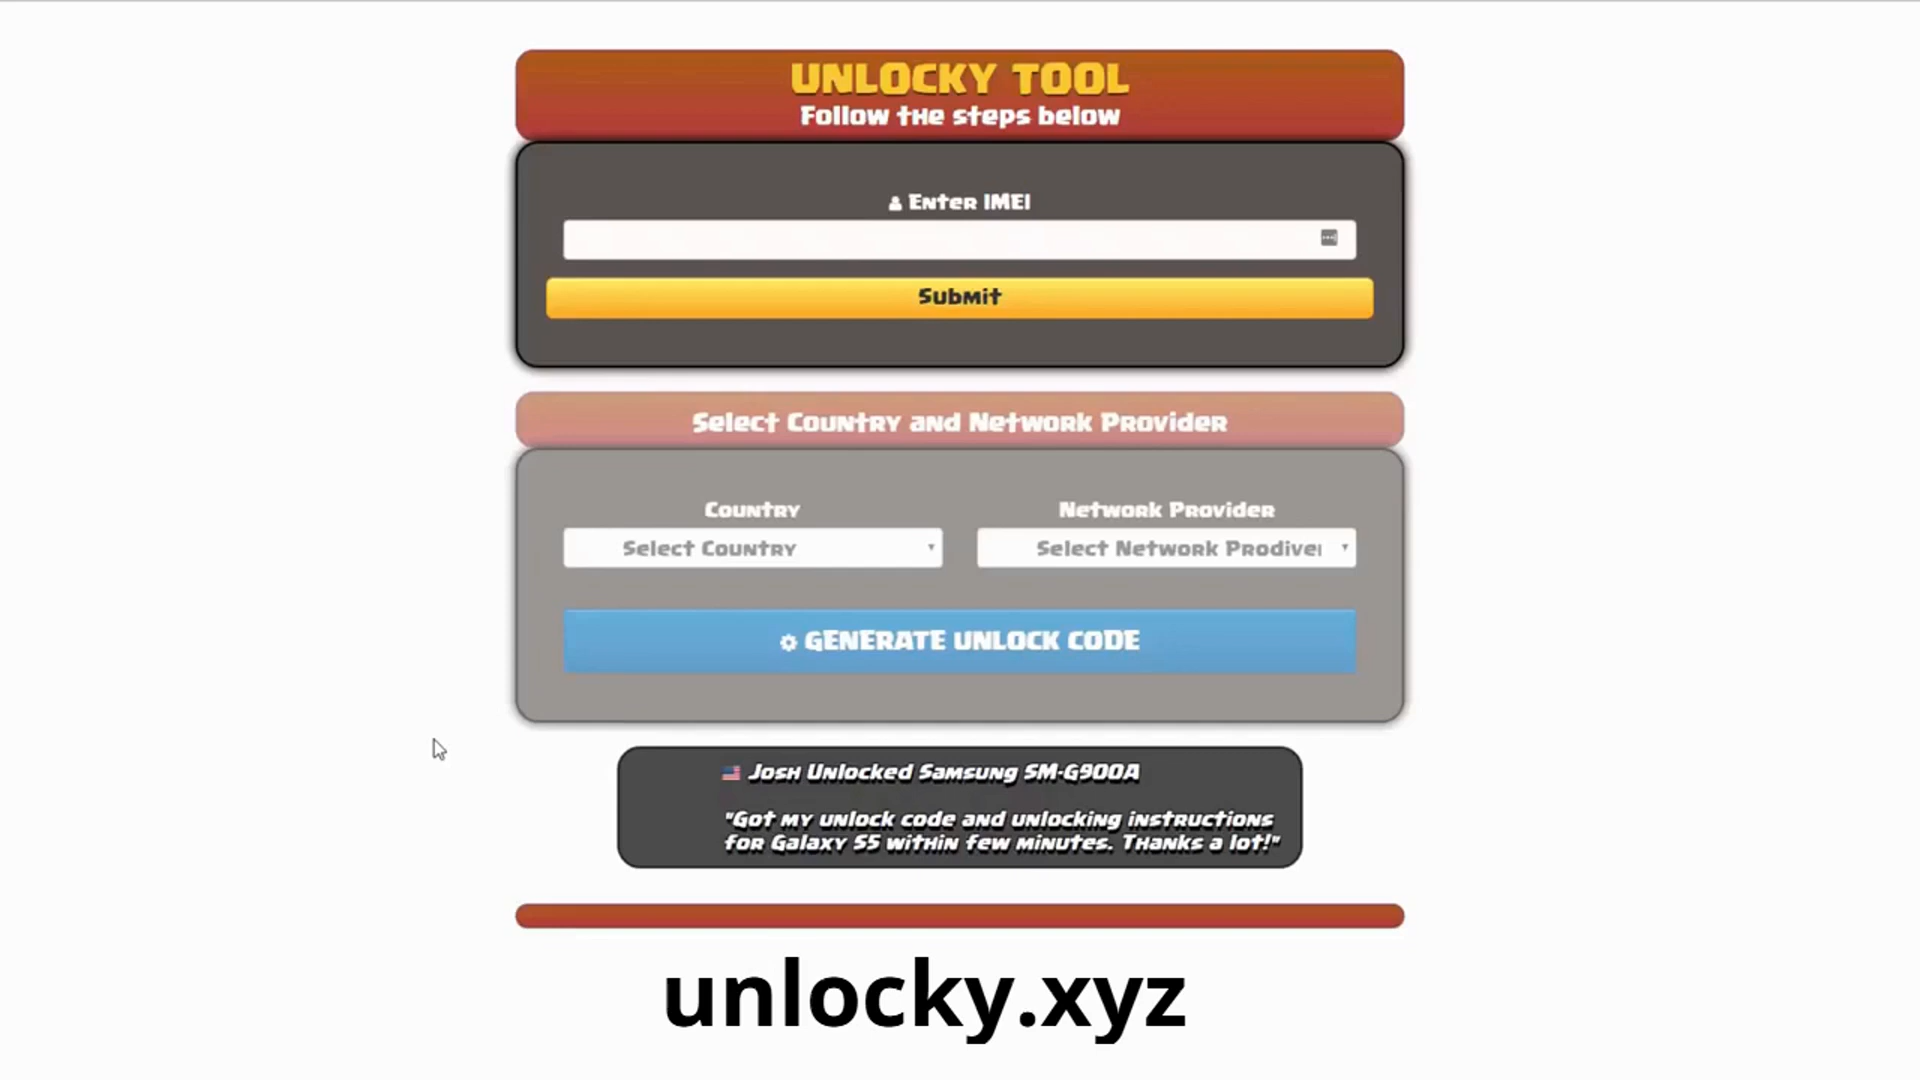 UNLOCKY TOOL
Follow the steps below
Enter IMEI
Submit
Select Country and Network Provider
Country
Network Provider
Select Country
Select Network Prodiver
GENERATE UNLOCK CODE
Josh Unlocked Samsung SM-G900A
"Got my unlock code and unlocking instructions
for Galaxy S5 within few minutes. Thanks a lot!"
unlocky.xyz